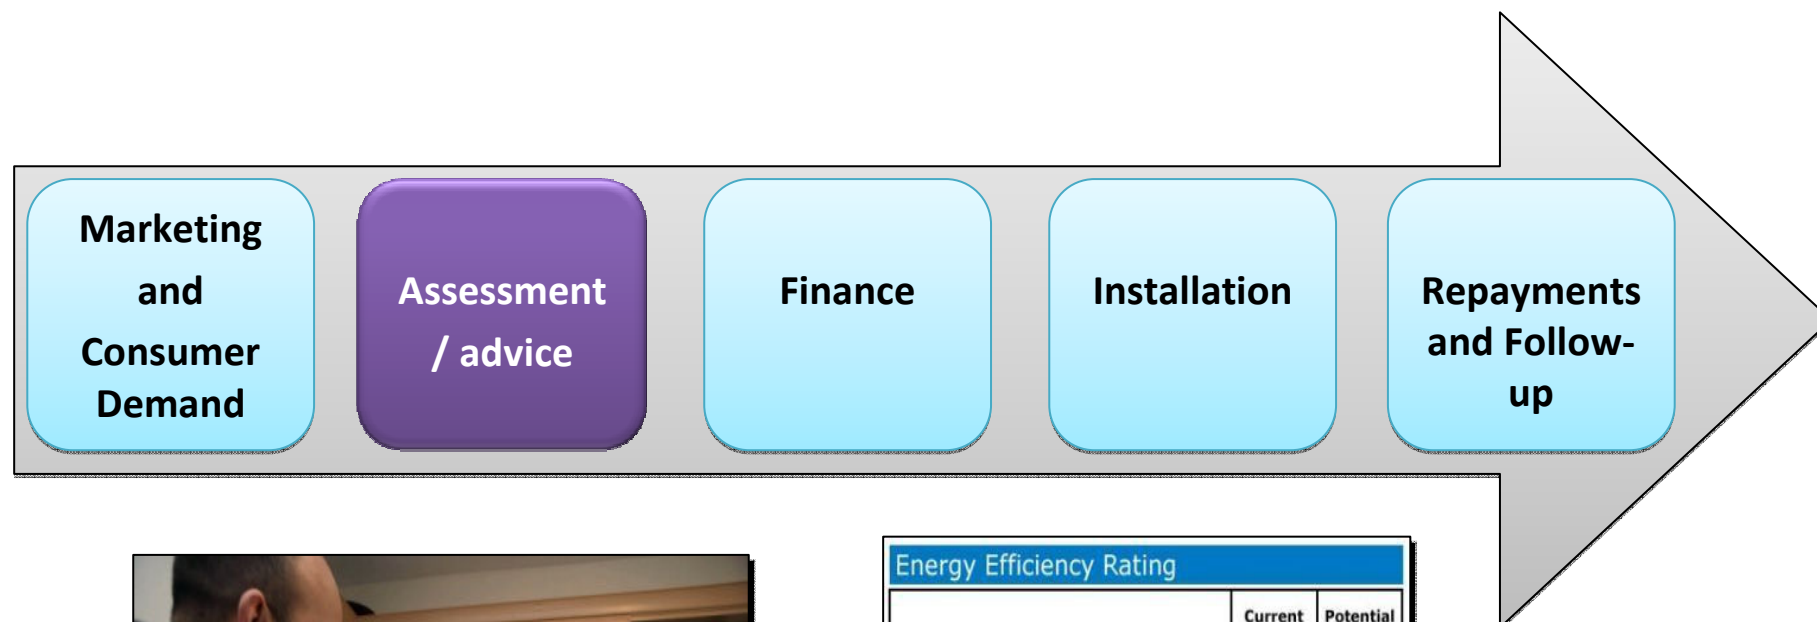 Marketing
and
Consumer
Demand
Assessment
/ advice
Finance
Installation
Repayments
and Follow-
up
Energy Efficiency Rating
Current Potential